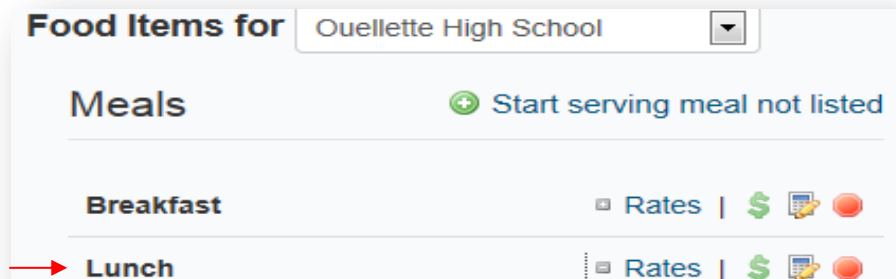 Food Items for Ouellette High School
Meals Start serving meal not listed
Breakfast Rates | $
Lunch Rates | $